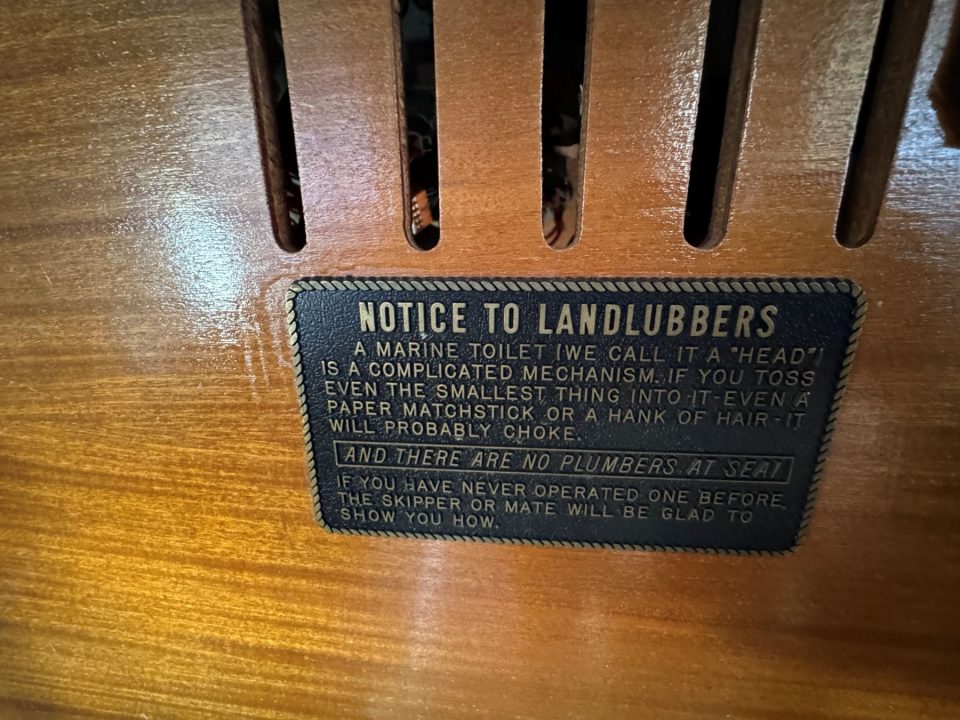 NOTICE TO LANDLUBBERS
A MARINE TOILET (WE CALL IT A "HEAD")
IS A COMPLICATED MECHANISM. IF YOU TOSS
EVEN THE SMALLEST THING INTO IT-EVEN A
PAPER MATCHSTICK OR A HANK OF HAIR-IT
WILL PROBABLY CHOKE.
AND THERE ARE NO PLUMBERS AT SEA!
IF YOU HAVE NEVER OPERATED ONE BEFORE,
THE SKIPPER OR MATE WILL BE GLAD TO
SHOW YOU HOW.